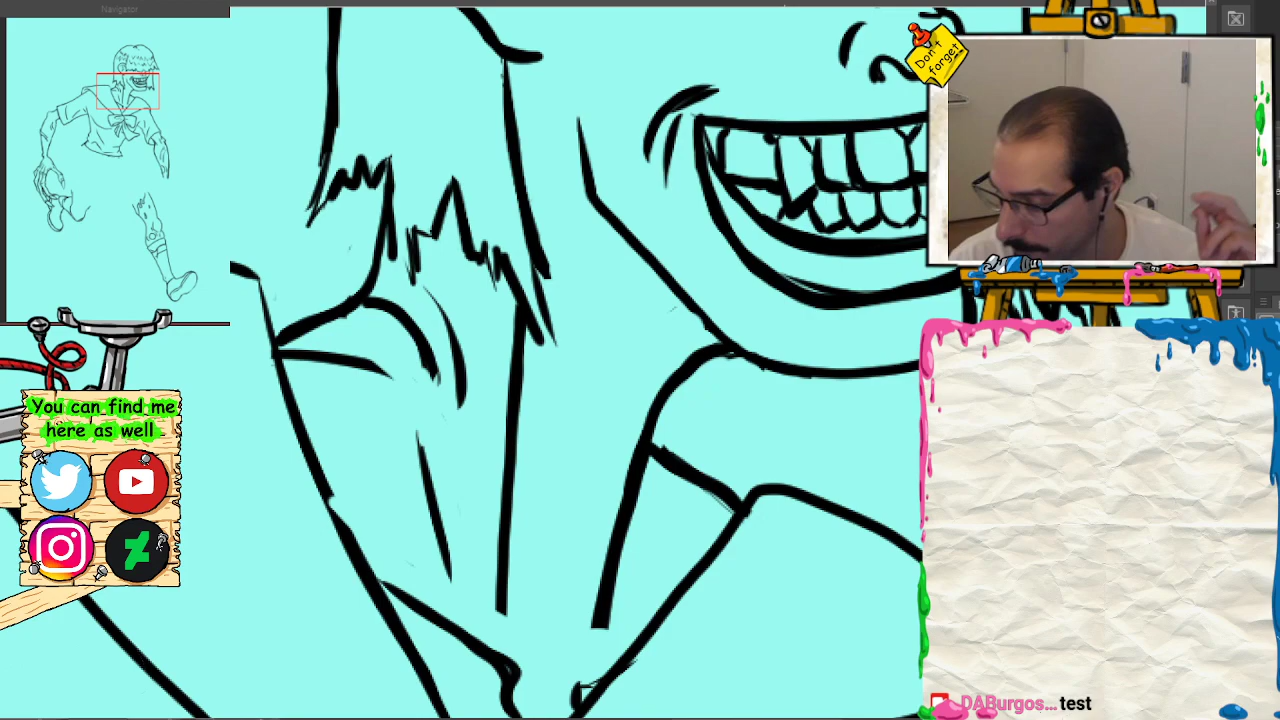 Navigator
Don't
forget
You can find me
here as well
DABurgos... test